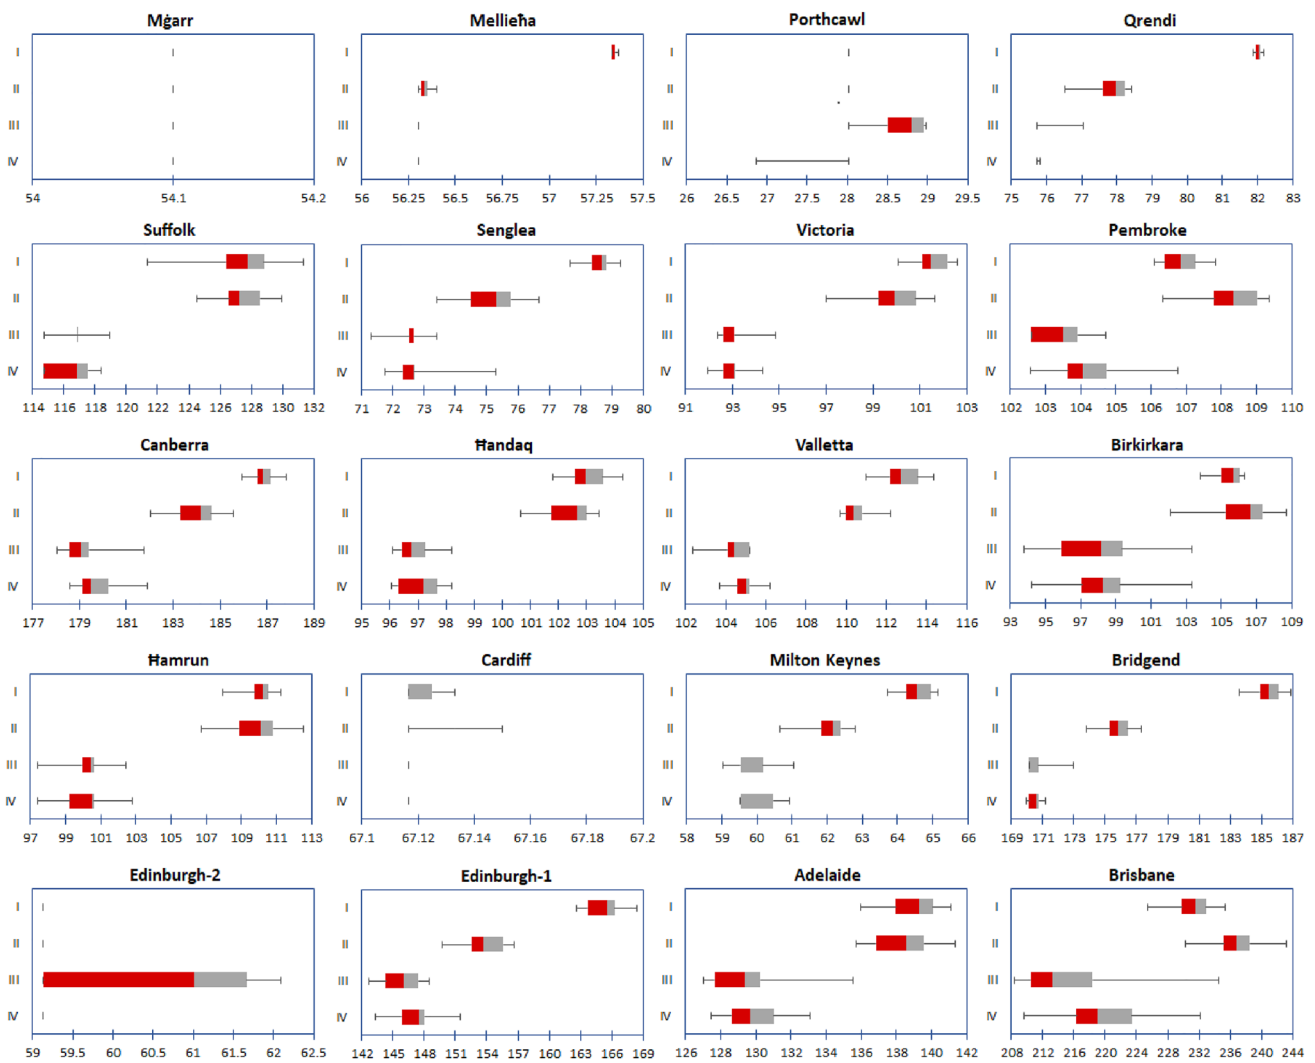 Mġarr Mellieħa Porthcawl Qrendi
I I I I
II II II II
III III III III
IV IV IV IV
54 54.1 54.2 56 56.25 56.5 56.75 57 57.25 57.5 26 26.5 27 27.5 28 28.5 29 29.5 75 76 77 78 79 80 81 82 83
Suffolk Senglea Victoria Pembroke
I I I I
II II II II
III III III III
IV IV IV IV
114 116 118 120 122 124 126 128 130 132 71 72 73 74 75 76 77 78 79 80 91 93 95 97 99 101 103 102 103 104 106 107 108 110
Canberra Ħandaq Valletta Birkirkara
I I I I
II II II II
III III III III
IV IV IV IV
177 179 181 183 185 187 189 95 96 97 98 99 100 101 102 103 104 105 102 104 106 108 110 112 114 116 93 95 97 99 101 103 105 107 109
Ħamrun Cardiff Milton Keynes Bridgend
I I I I
II II II II
III III III III
IV IV IV IV
97 99 101 103 105 107 109 111 113 67.1 67.12 67.14 67.16 67.18 67.2 58 59 60 61 62 63 64 65 66 169 171 173 175 177 179 181 183 185 187
Edinburgh-2 Edinburgh-1 Adelaide Brisbane
I I I I
II II II II
III III III III
IV IV IV IV
59 59.5 60 60.5 61 61.5 62 62.5 142 145 148 151 154 157 160 163 166 169 126 128 130 132 134 136 138 140 142 208 212 216 220 224 228 232 236 240 244